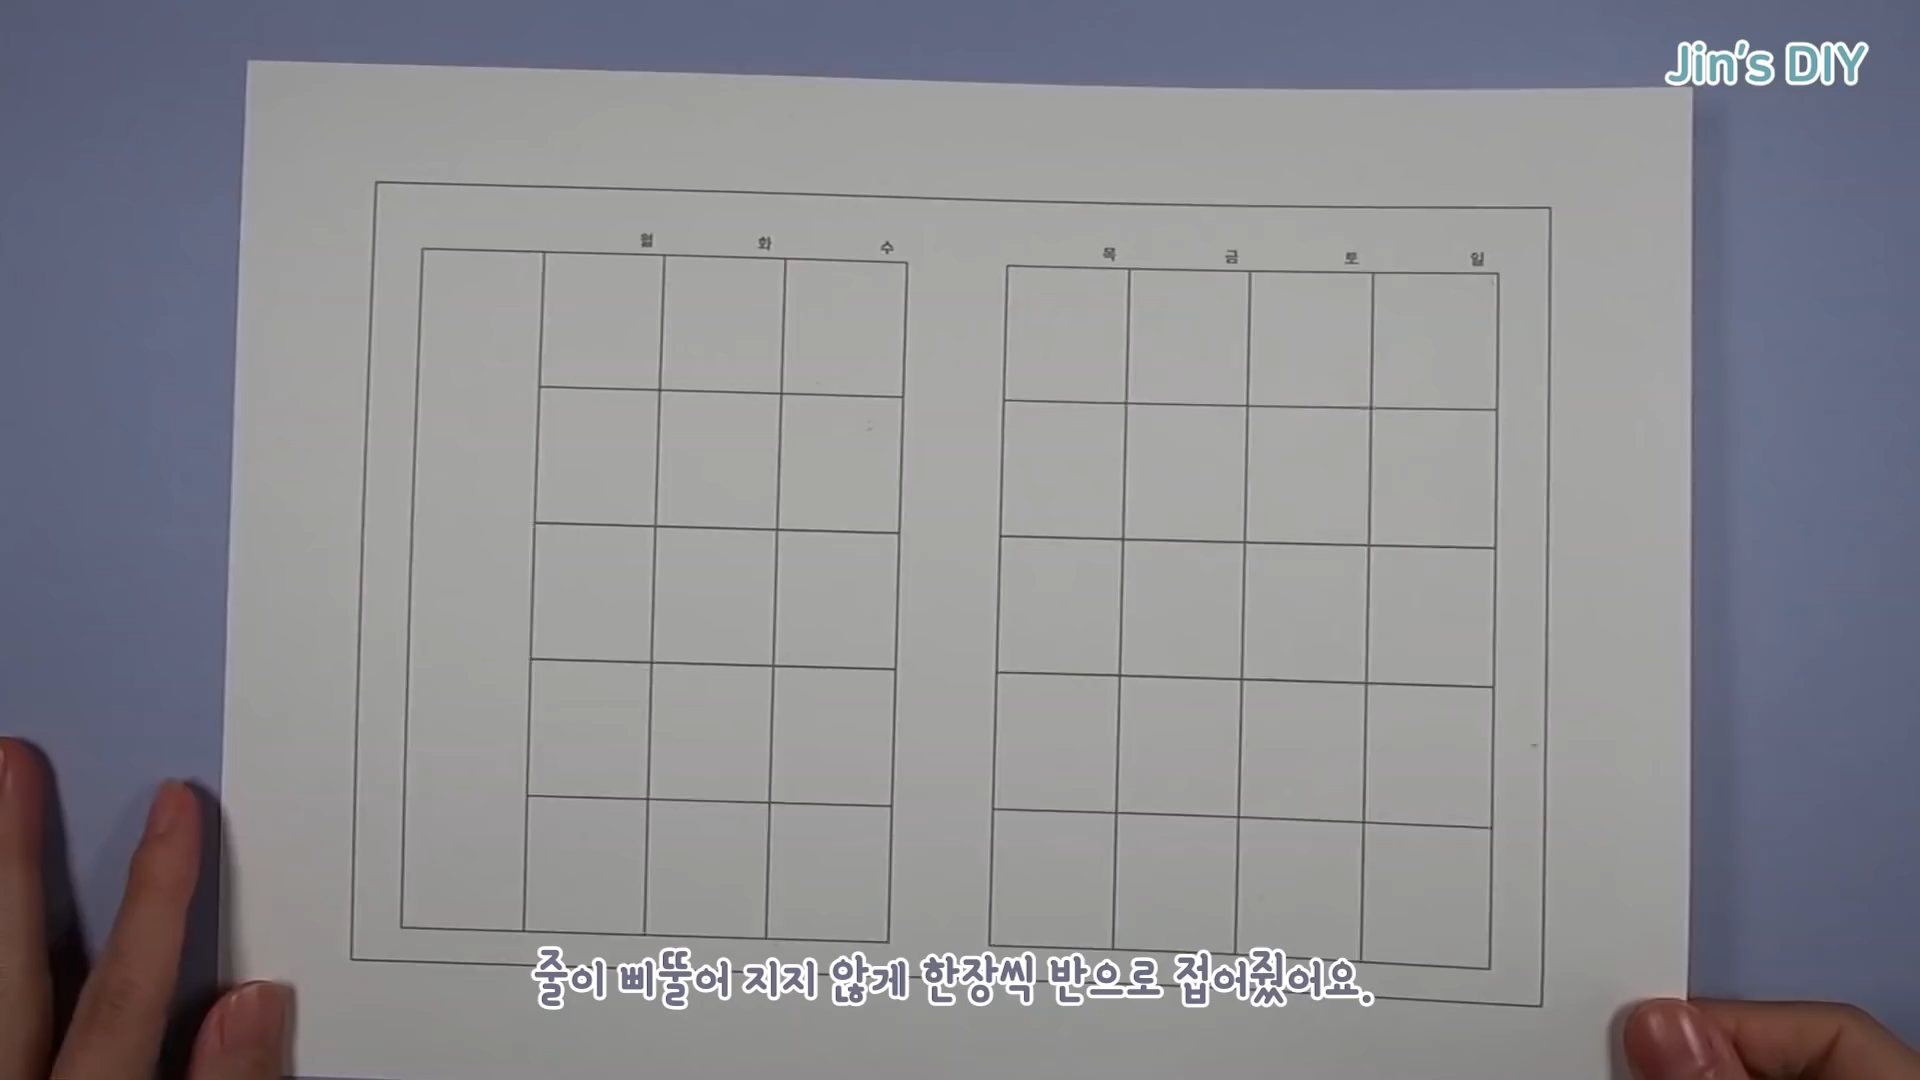 Jin's DIY
월 화 수 목 금 토 일
줄이 삐뚤어 지지 않게 한장씩 반으로 접어줬어요.